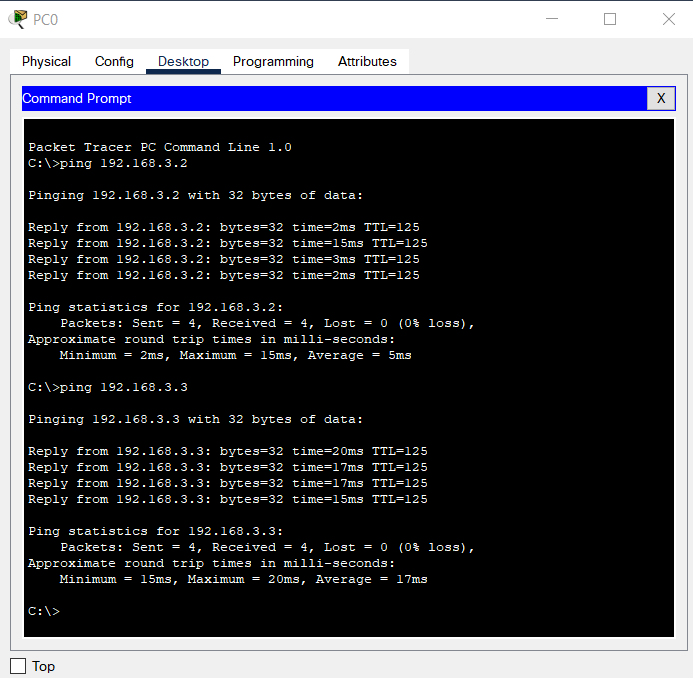 PC0
Physical Config Desktop Programming Attributes
Command Prompt X
Packet Tracer PC Command Line 1.0
C:\>ping 192.168.3.2
Pinging 192.168.3.2 with 32 bytes of data:
Reply from 192.168.3.2: bytes=32 time=2ms TTL=125
Reply from 192.168.3.2: bytes=32 time=15ms TTL=125
Reply from 192.168.3.2: bytes=32 time=3ms TTL=125
Reply from 192.168.3.2: bytes=32 time=2ms TTL=125
Ping statistics for 192.168.3.2:
    Packets: Sent = 4, Received = 4, Lost = 0 (0% loss),
Approximate round trip times in milli-seconds:
    Minimum = 2ms, Maximum = 15ms, Average = 5ms
C:\>ping 192.168.3.3
Pinging 192.168.3.3 with 32 bytes of data:
Reply from 192.168.3.3: bytes=32 time=20ms TTL=125
Reply from 192.168.3.3: bytes=32 time=17ms TTL=125
Reply from 192.168.3.3: bytes=32 time=17ms TTL=125
Reply from 192.168.3.3: bytes=32 time=15ms TTL=125
Ping statistics for 192.168.3.3:
    Packets: Sent = 4, Received = 4, Lost = 0 (0% loss),
Approximate round trip times in milli-seconds:
    Minimum = 15ms, Maximum = 20ms, Average = 17ms
C:\>
Top